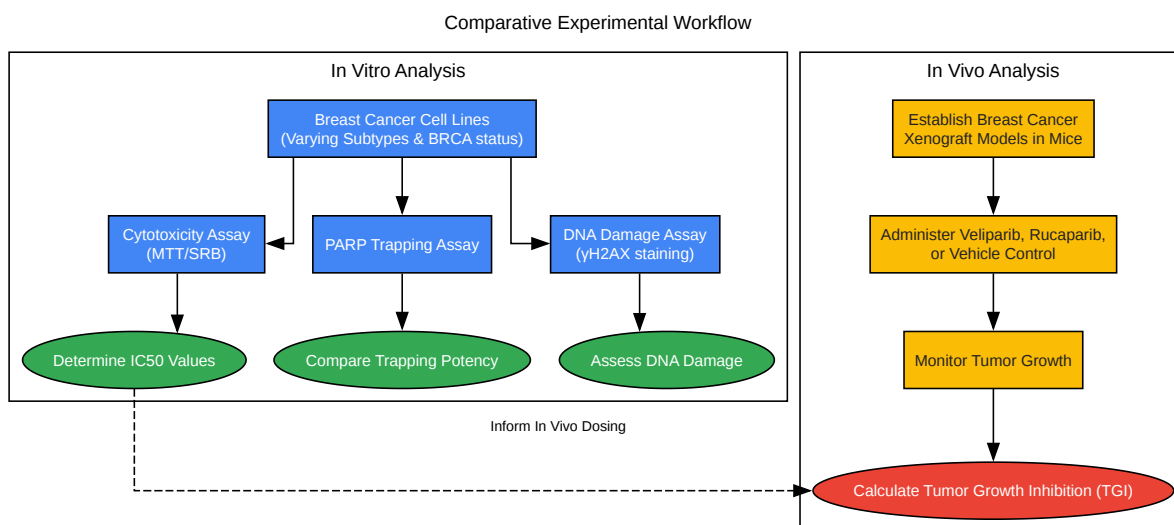 Comparative Experimental Workflow
In Vitro Analysis
Breast Cancer Cell Lines
(Varying Subtypes & BRCA status)
Cytotoxicity Assay
(MTT/SRB)
PARP Trapping Assay
DNA Damage Assay
(γH2AX staining)
Determine IC50 Values
Compare Trapping Potency
Assess DNA Damage
Inform In Vivo Dosing
In Vivo Analysis
Establish Breast Cancer
Xenograft Models in Mice
Administer Veliparib, Rucaparib,
or Vehicle Control
Monitor Tumor Growth
Calculate Tumor Growth Inhibition (TGI)